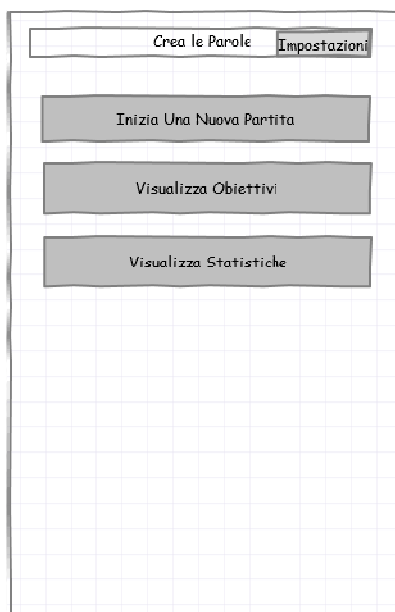 Crea le Parole
Impostazioni
Inizia Una Nuova Partita
Visualizza Obiettivi
Visualizza Statistiche